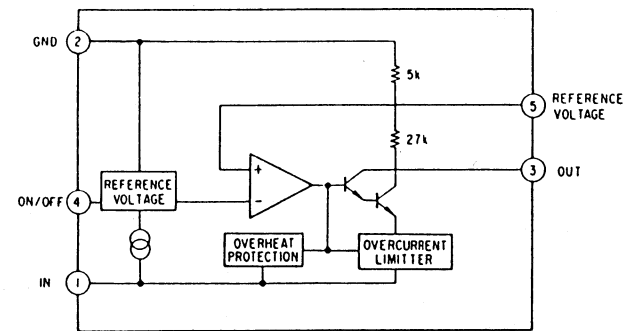 GND 2
5k
5 REFERENCE
VOLTAGE
27k
3 OUT
+
REFERENCE
VOLTAGE
ON/OFF 4
-
OVERHEAT
PROTECTION
OVERCURRENT
LIMITTER
IN 1